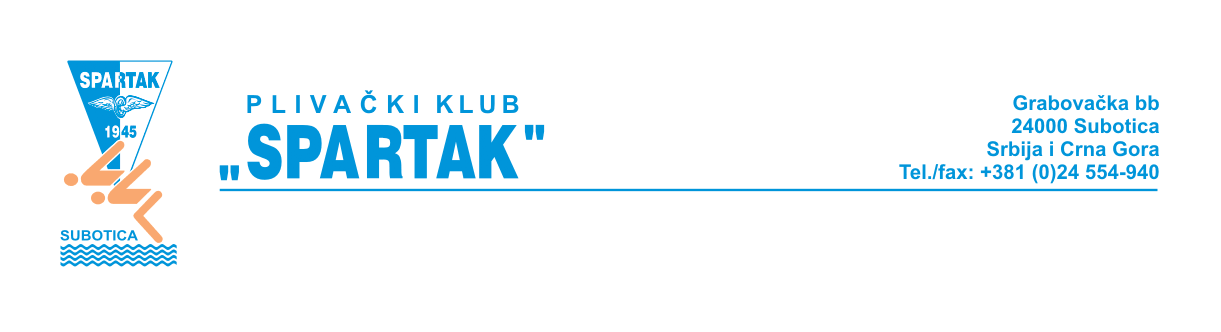 SPARTAK
1945
SUBOTICA
PLIVAČKI KLUB
„SPARTAK"
Grabovačka bb
24000 Subotica
Srbija i Crna Gora
Tel./fax: +381 (0)24 554-940